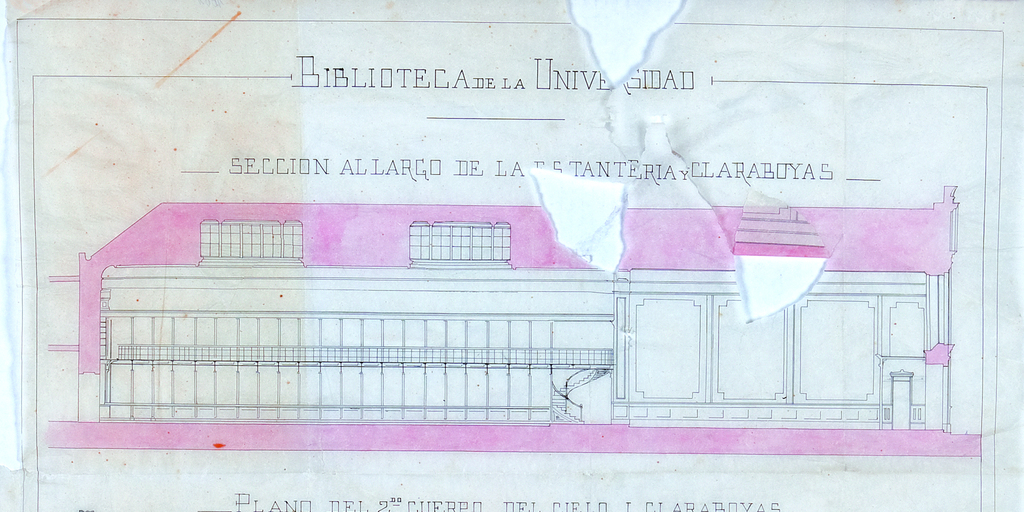 BIBLIOTECA DE LA UNIVERSIDAD
SECCION AL LARGO DE LA ESTANTERIA Y CLARABOYAS
PLANO DEL 2DO CUERPO DEL CIELO I CLARABOYAS